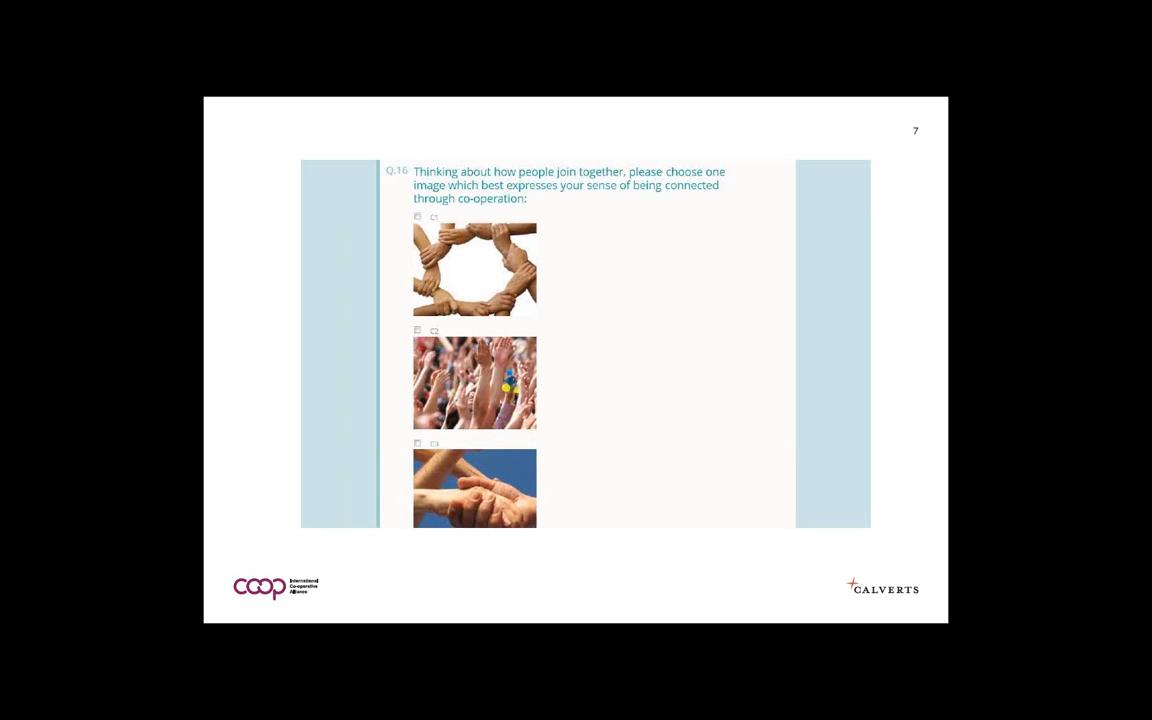 7
Q.16 Thinking about how people join together, please choose one
image which best expresses your sense of being connected
through co-operation:
C1
C2
C3
coop International
Co-operative
Alliance
CALVERTS